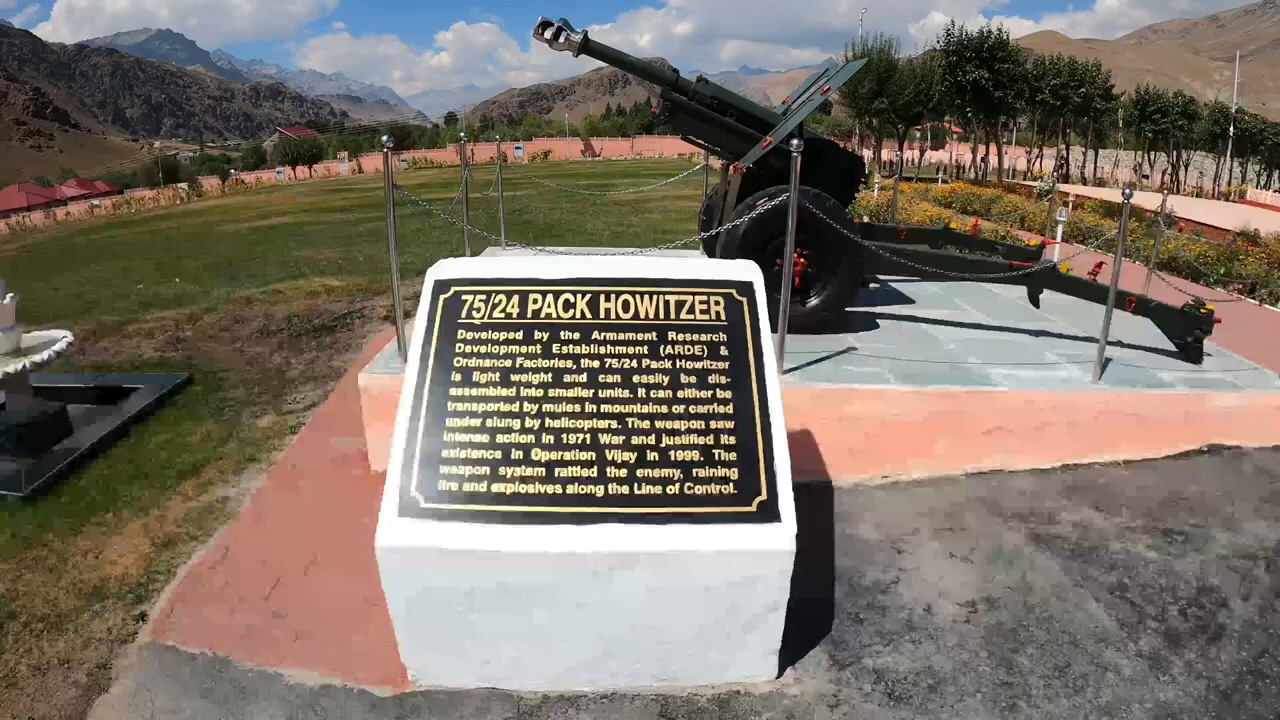 75/24 PACK HOWITZER
Developed by the Armament Research
Development Establishment (ARDE) &
Ordnance Factories, the 75/24 Pack Howitzer
is light weight and can easily be dis-
assembled into smaller units. It can either be
transported by mules in mountains or carried
under slung by helicopters. The weapon saw
intense action in 1971 War and justified its
existence in Operation Vijay in 1999. The
weapon system rattled the enemy, raining
fire and explosives along the Line of Control.